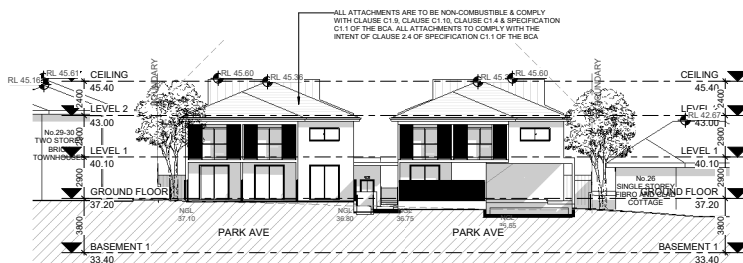 ALL ATTACHMENTS ARE TO BE NON-COMBUSTIBLE & COMPLY
WITH CLAUSE C1.9, CLAUSE C1.10, CLAUSE C1.4 & SPECIFICATION
C1.1 OF THE BCA. ALL ATTACHMENTS TO COMPLY WITH THE
INTENT OF CLAUSE 2.4 OF SPECIFICATION C1.1 OF THE BCA
RL 45.61
RL 45.16
CEILING
45.40
RL 45.60
RL 45.36
RL 45.60
CEILING
45.40
2400
2400
LEVEL 2
43.00
43.00
RL 42.67
No.29-30
TWO STOREY
TOWNHOUSE
2900
2900
LEVEL 1
40.10
LEVEL 1
40.10
2900
2900
No.26
SINGLE STOREY
COTTAGE
GROUND FLOOR
37.20
GROUND FLOOR
37.20
NGL
37.10
NGL
36.80
36.75
3800
3800
PARK AVE
PARK AVE
BASEMENT 1
33.40
BASEMENT 1
33.40